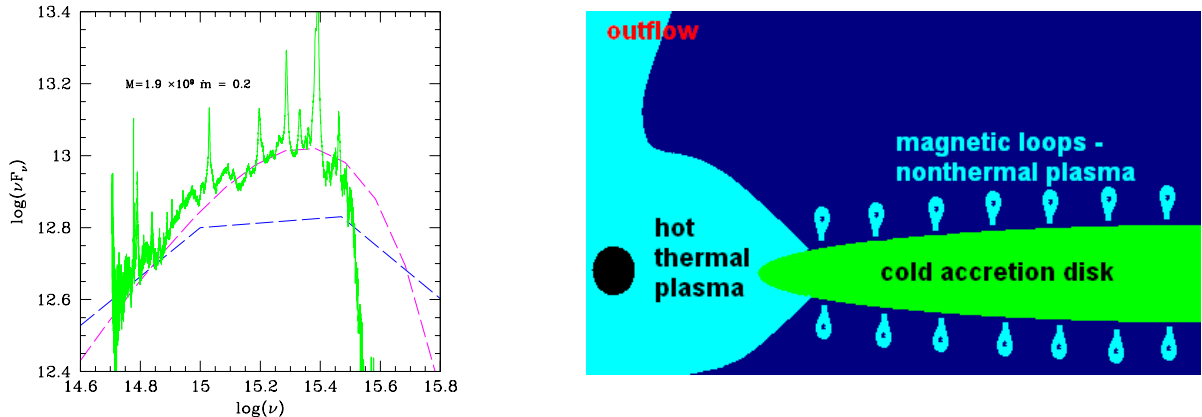 13.4
13.2
13
12.8
12.6
12.4
log(νFν)
M=1.9 ×10⁹ ṁ = 0.2
14.6 14.8 15 15.2 15.4 15.6 15.8
log(ν)
outflow
magnetic loops -
nonthermal plasma
hot
thermal
plasma
cold accretion disk